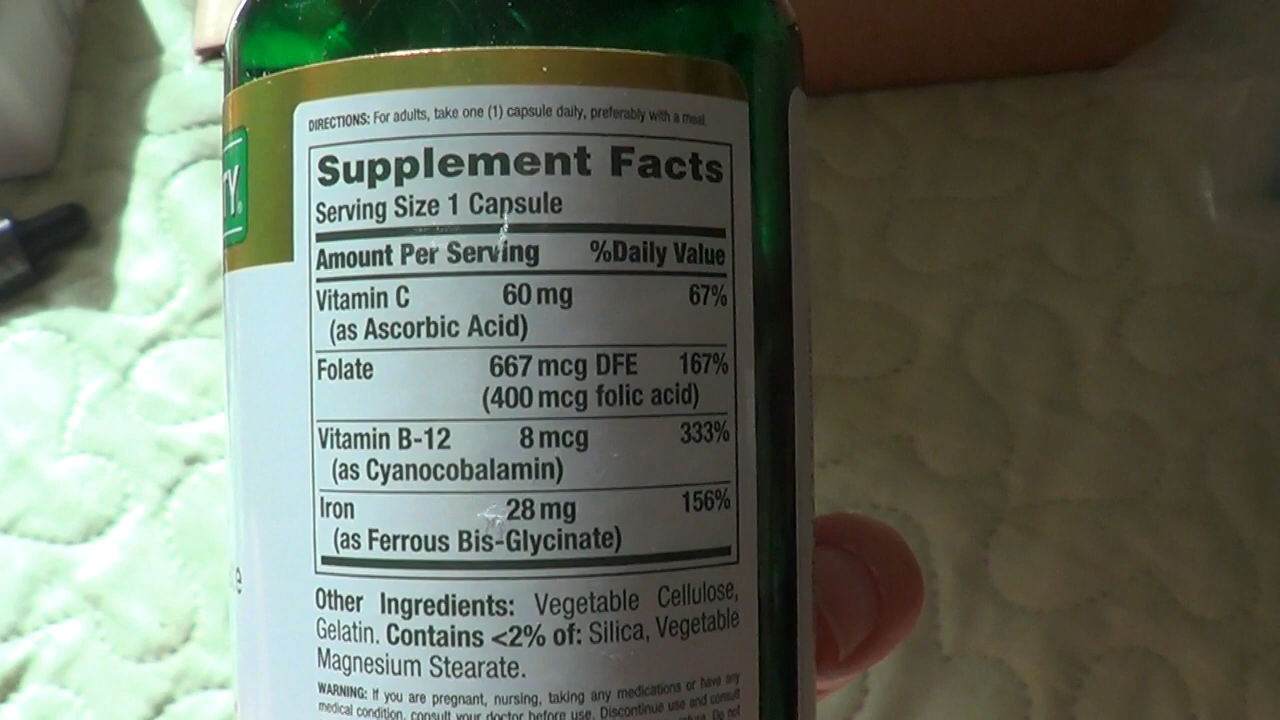 DIRECTIONS: For adults, take one (1) capsule daily, preferably with a meal.
TY®
Supplement Facts
Serving Size 1 Capsule
Amount Per Serving %Daily Value
Vitamin C 60 mg 67%
(as Ascorbic Acid)
Folate 667 mcg DFE 167%
(400 mcg folic acid)
Vitamin B-12 8 mcg 333%
(as Cyanocobalamin)
Iron 28 mg 156%
(as Ferrous Bis-Glycinate)
e
Other Ingredients: Vegetable Cellulose,
Gelatin. Contains <2% of: Silica, Vegetable
Magnesium Stearate.
WARNING: If you are pregnant, nursing, taking any medications or have any
medical condition, consult your doctor before use. Discontinue use and consult
Do not